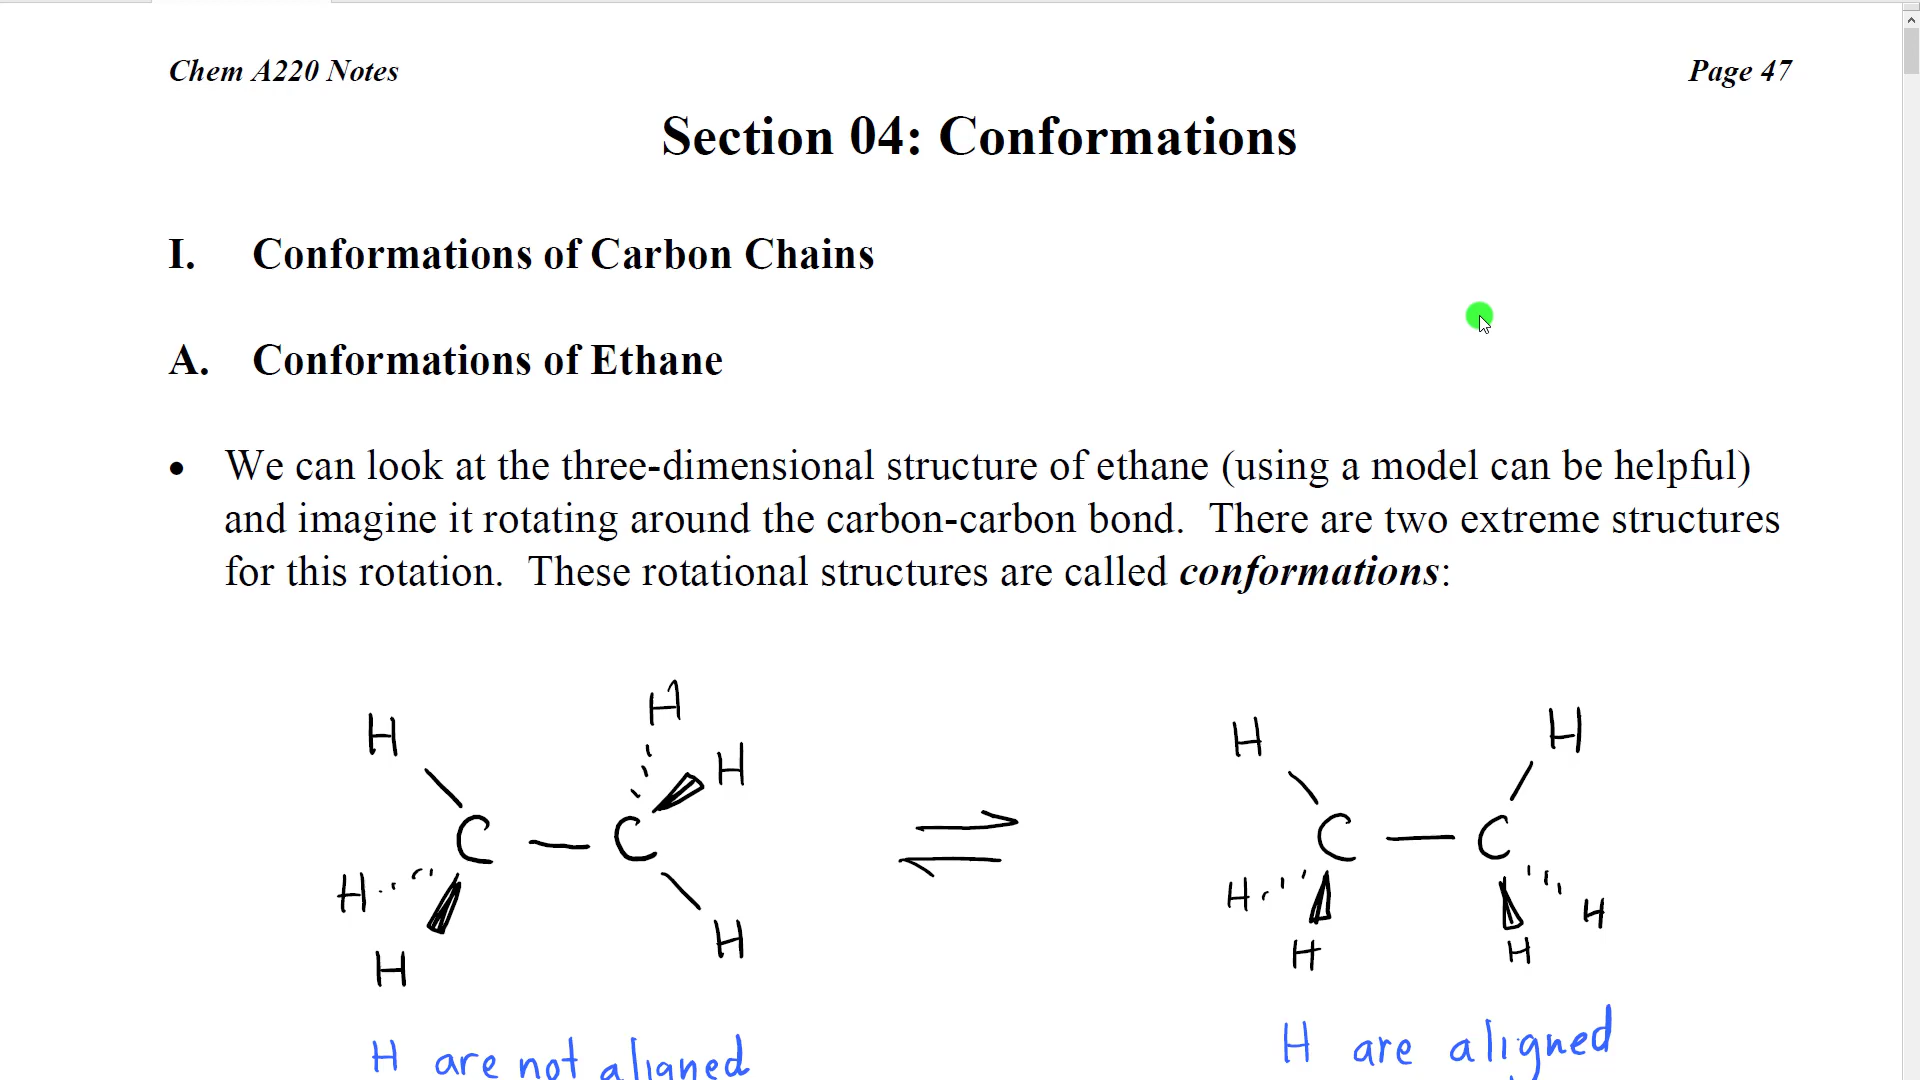 Chem A220 Notes Page 47
Section 04: Conformations
I. Conformations of Carbon Chains
A. Conformations of Ethane
• We can look at the three-dimensional structure of ethane (using a model can be helpful)
and imagine it rotating around the carbon-carbon bond. There are two extreme structures
for this rotation. These rotational structures are called conformations:
H H H H
H
C — C C — C
H H H H
H H H
H are not aligned H are aligned